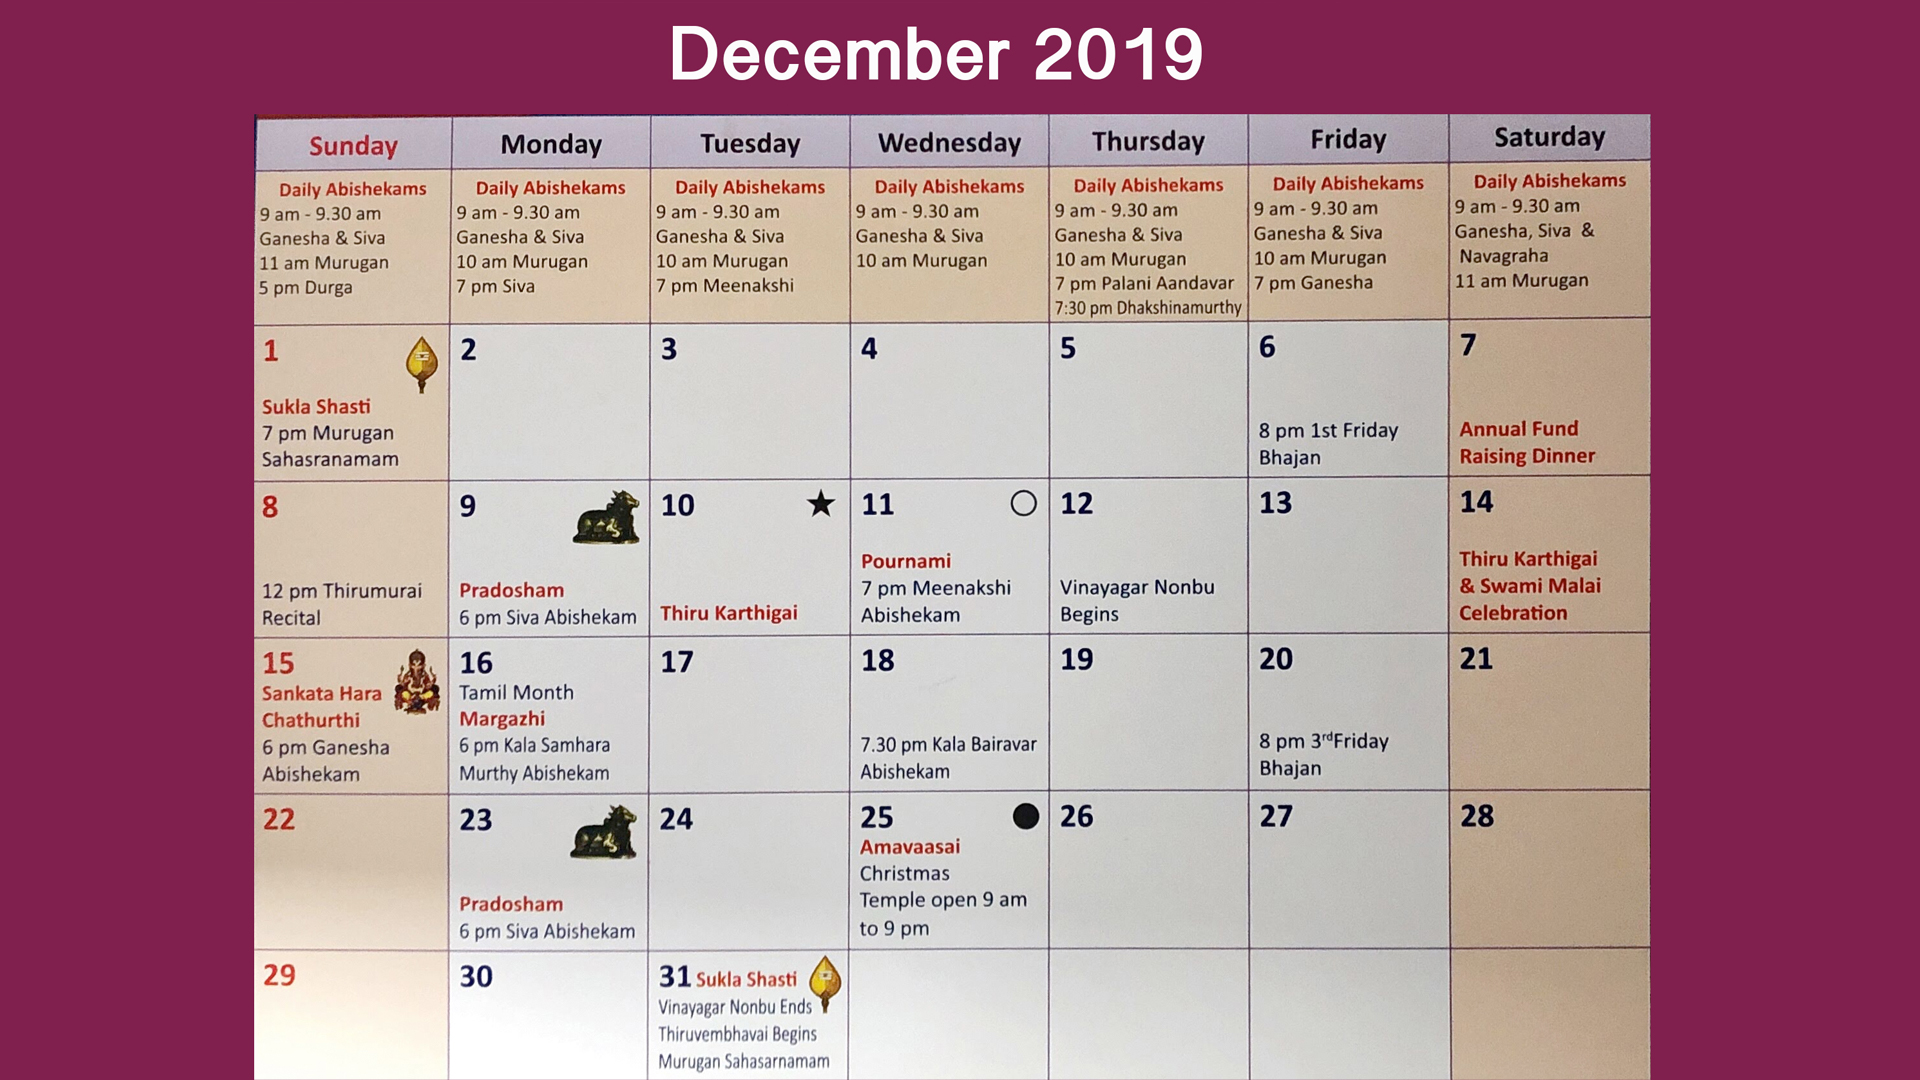 December 2019
Sunday
Monday
Tuesday
Wednesday
Thursday
Friday
Saturday
Daily Abishekams
9 am - 9.30 am
Ganesha & Siva
11 am Murugan
5 pm Durga
Daily Abishekams
9 am - 9.30 am
Ganesha & Siva
10 am Murugan
7 pm Siva
Daily Abishekams
9 am - 9.30 am
Ganesha & Siva
10 am Murugan
7 pm Meenakshi
Daily Abishekams
9 am - 9.30 am
Ganesha & Siva
10 am Murugan
Daily Abishekams
9 am - 9.30 am
Ganesha & Siva
10 am Murugan
7 pm Palani Aandavar
7:30 pm Dhakshinamurthy
Daily Abishekams
9 am - 9.30 am
Ganesha & Siva
10 am Murugan
7 pm Ganesha
Daily Abishekams
9 am - 9.30 am
Ganesha, Siva &
Navagraha
11 am Murugan
1
Sukla Shasti
7 pm Murugan
Sahasranamam
2
3
4
5
6
8 pm 1st Friday
Bhajan
7
Annual Fund
Raising Dinner
8
12 pm Thirumurai
Recital
9
Pradosham
6 pm Siva Abishekam
10
Thiru Karthigai
11
Pournami
7 pm Meenakshi
Abishekam
12
Vinayagar Nonbu
Begins
13
14
Thiru Karthigai
& Swami Malai
Celebration
15
Sankata Hara
Chathurthi
6 pm Ganesha
Abishekam
16
Tamil Month
Margazhi
6 pm Kala Samhara
Murthy Abishekam
17
18
7.30 pm Kala Bairavar
Abishekam
19
20
8 pm 3rdFriday
Bhajan
21
22
23
Pradosham
6 pm Siva Abishekam
24
25
Amavaasai
Christmas
Temple open 9 am
to 9 pm
26
27
28
29
30
31 Sukla Shasti
Vinayagar Nonbu Ends
Thiruvembhavai Begins
Murugan Sahasarnamam